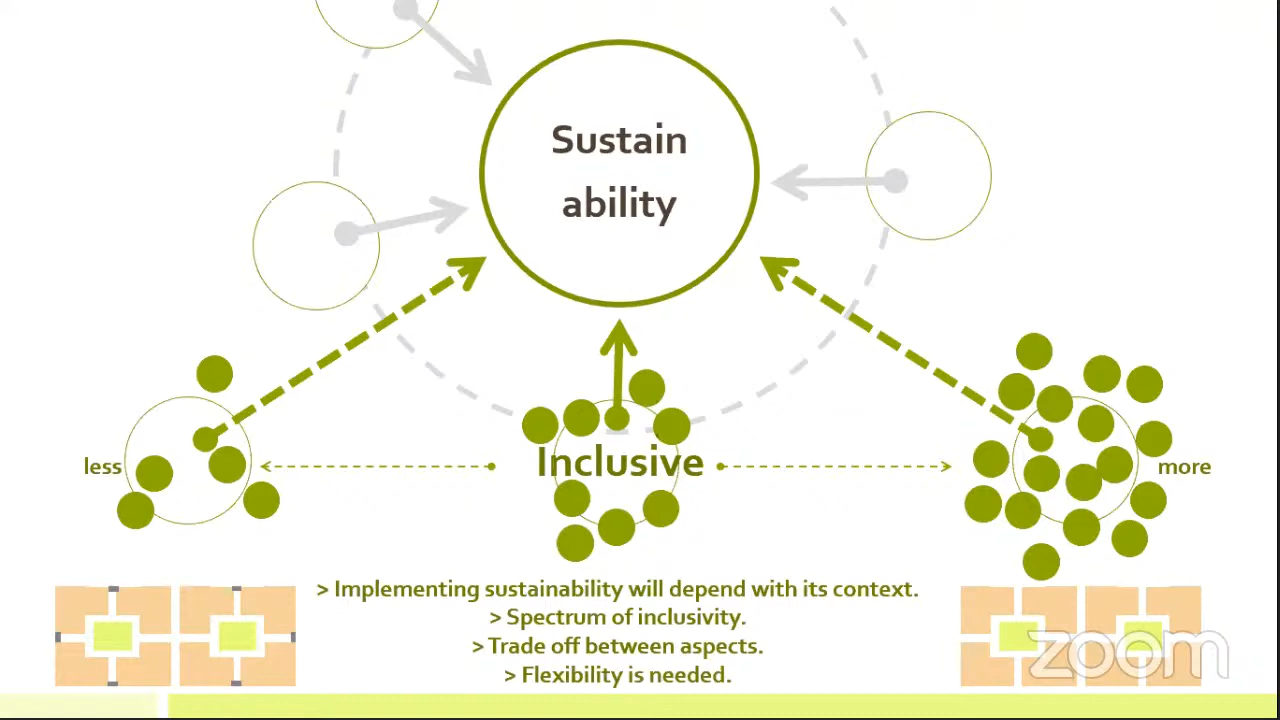 Sustain
ability
less
Inclusive
more
> Implementing sustainability will depend with its context.
> Spectrum of inclusivity.
> Trade off between aspects.
> Flexibility is needed.
zoom